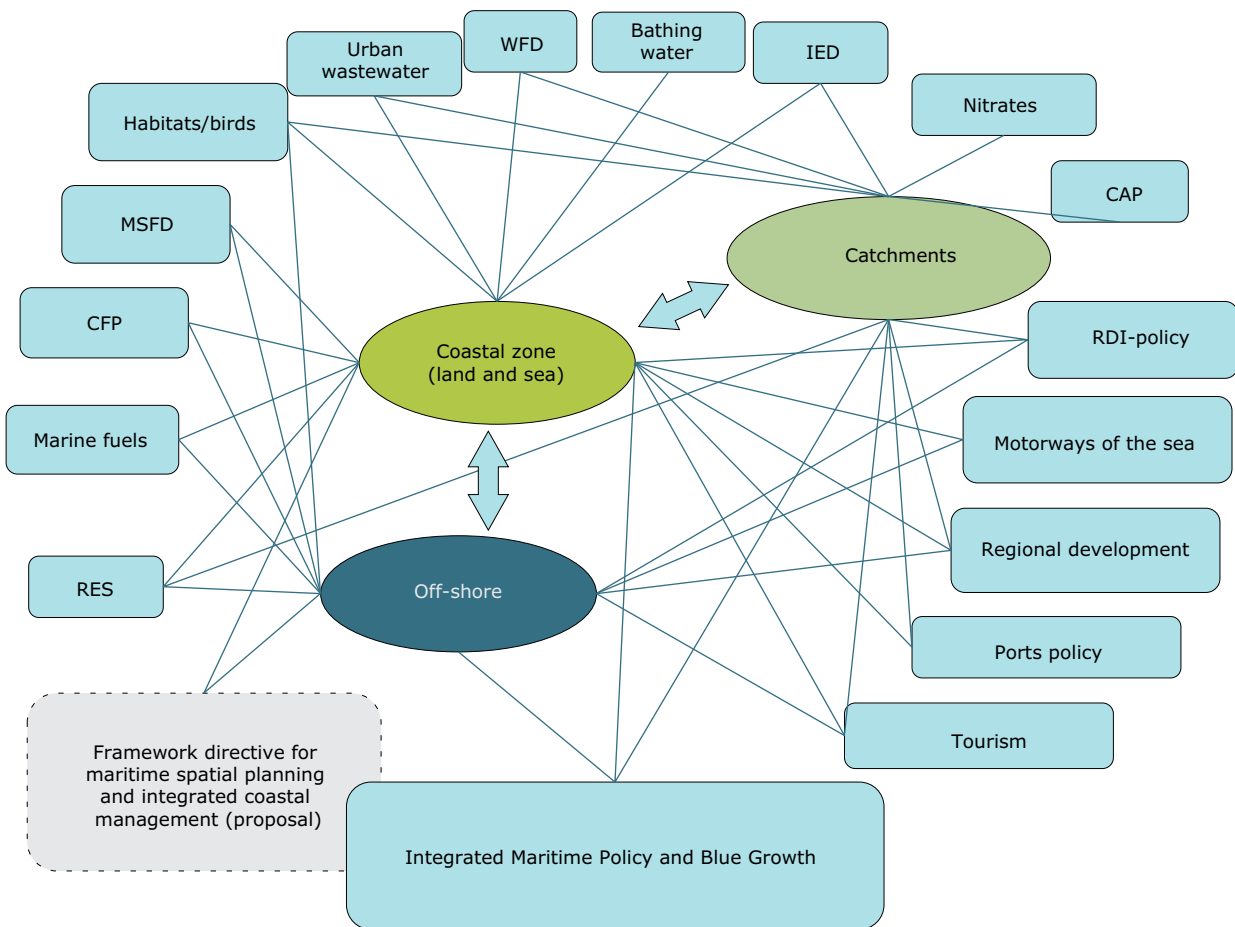 Urban
wastewater
WFD
Bathing
water
IED
Nitrates
Habitats/birds
CAP
MSFD
Catchments
CFP
Coastal zone
(land and sea)
RDI-policy
Marine fuels
Motorways of the sea
RES
Off-shore
Regional development
Ports policy
Framework directive for
maritime spatial planning
and integrated coastal
management (proposal)
Tourism
Integrated Maritime Policy and Blue Growth